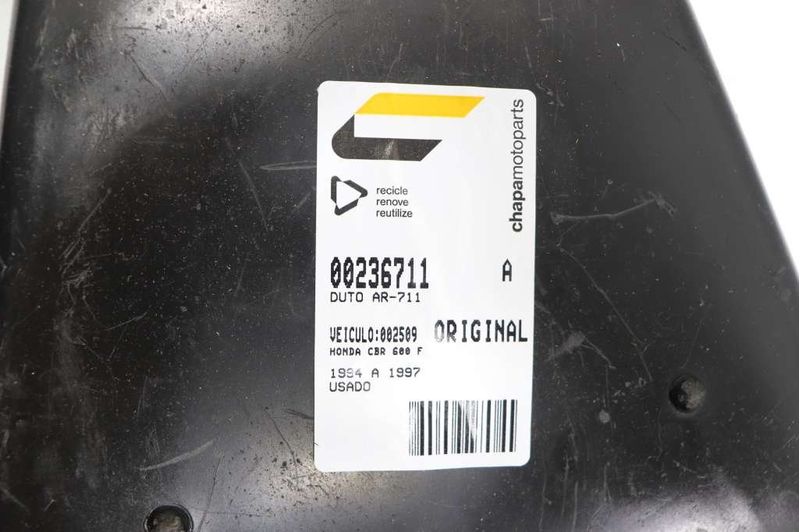 chapamotoparts
recicle
renove
reutilize
00236711 A
DUTO AR-711
VEICULO:002509 ORIGINAL
HONDA CBR 600 F
1994 A 1997
USADO